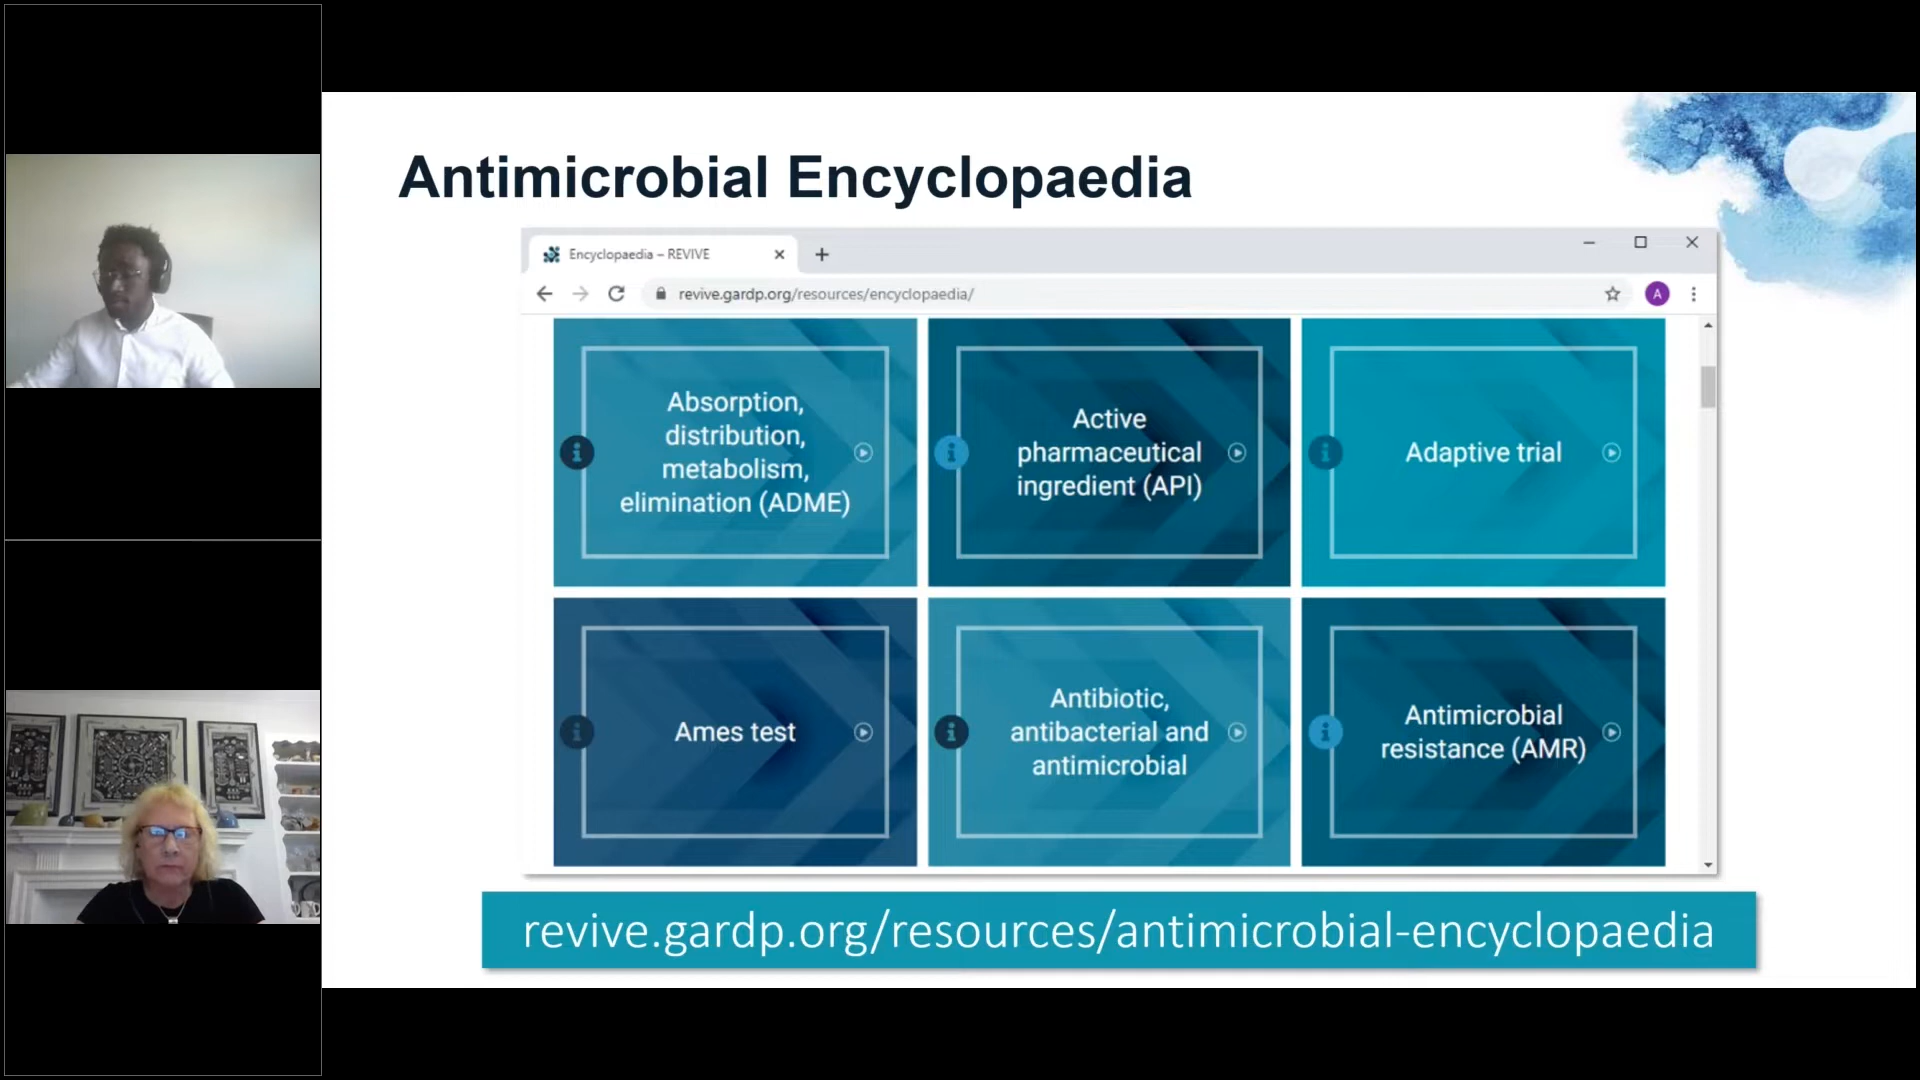 Antimicrobial Encyclopaedia
Encyclopaedia – REVIVE
revive.gardp.org/resources/encyclopaedia/
A
Absorption,
distribution,
metabolism,
elimination (ADME)
Active
pharmaceutical
ingredient (API)
Adaptive trial
Ames test
Antibiotic,
antibacterial and
antimicrobial
Antimicrobial
resistance (AMR)
revive.gardp.org/resources/antimicrobial-encyclopaedia